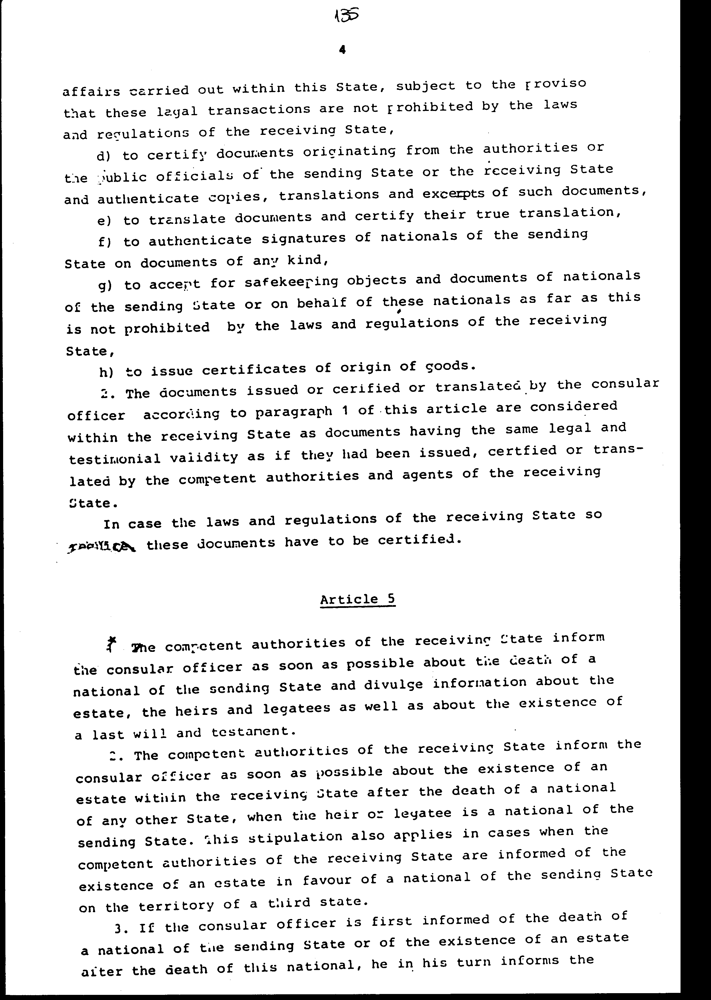 135
4
affairs carried out within this State, subject to the proviso
that these legal transactions are not prohibited by the laws
and regulations of the receiving State,
d) to certify documents originating from the authorities or
the public officials of the sending State or the receiving State
and authenticate copies, translations and excerpts of such documents,
e) to translate documents and certify their true translation,
f) to authenticate signatures of nationals of the sending
State on documents of any kind,
g) to accept for safekeeping objects and documents of nationals
of the sending State or on behalf of these nationals as far as this
is not prohibited by the laws and regulations of the receiving
State,
h) to issue certificates of origin of goods.
2. The documents issued or cerified or translated by the consular
officer according to paragraph 1 of this article are considered
within the receiving State as documents having the same legal and
testimonial validity as if they had been issued, certfied or trans-
lated by the competent authorities and agents of the receiving
State.
In case the laws and regulations of the receiving State so
these documents have to be certified.
Article 5
The competent authorities of the receiving State inform
the consular officer as soon as possible about the death of a
national of the sending State and divulge information about the
estate, the heirs and legatees as well as about the existence of
a last will and testament.
2. The competent authorities of the receiving State inform the
consular officer as soon as possible about the existence of an
estate within the receiving State after the death of a national
of any other State, when the heir or legatee is a national of the
sending State. This stipulation also applies in cases when the
competent authorities of the receiving State are informed of the
existence of an estate in favour of a national of the sending State
on the territory of a third state.
3. If the consular officer is first informed of the death of
a national of the sending State or of the existence of an estate
after the death of this national, he in his turn informs the